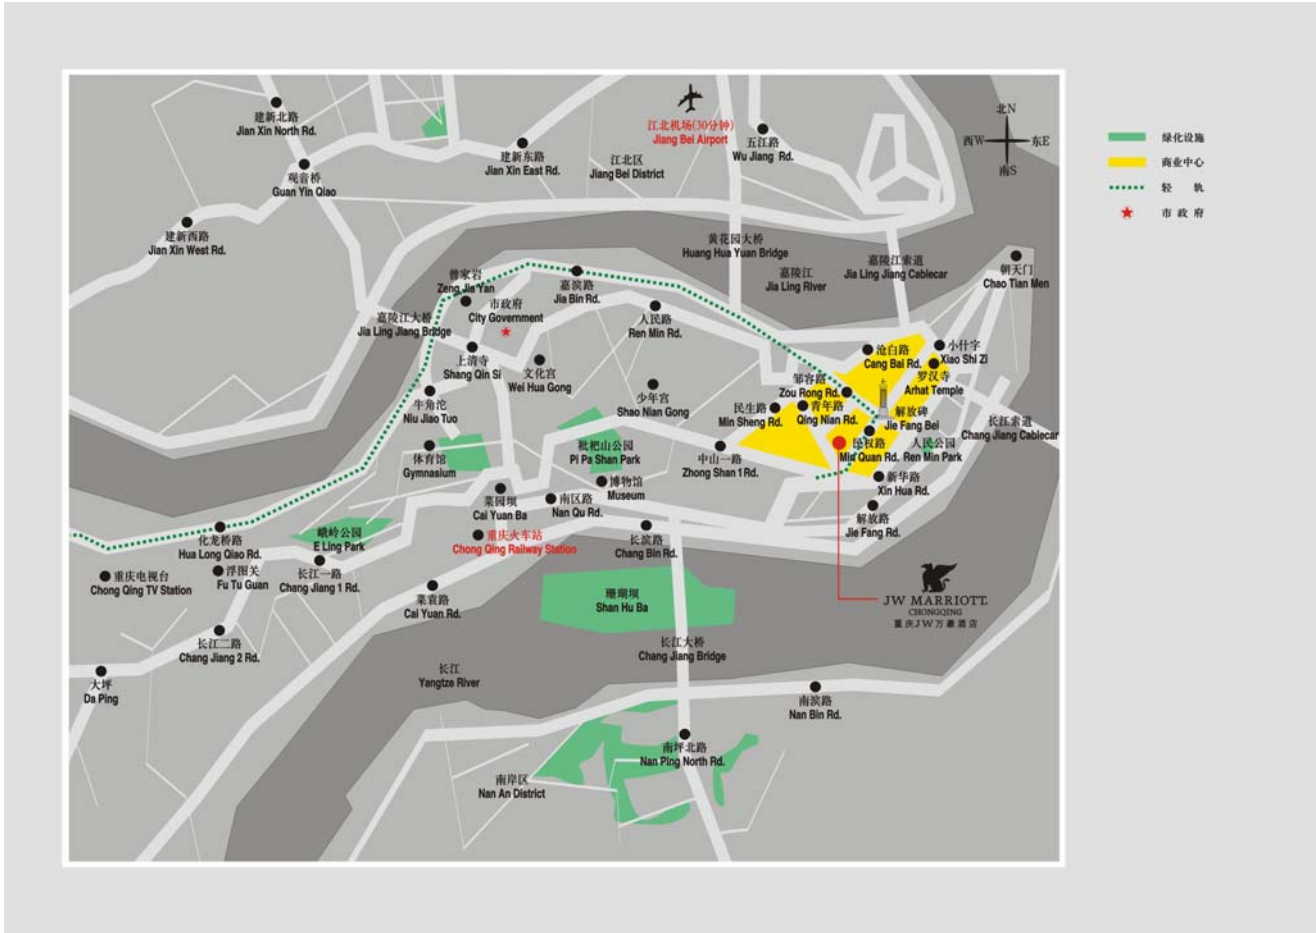 建新北路
Jian Xin North Rd.
江北机场(30分钟)
Jiang Bei Airport
五江路
Wu Jiang Rd.
北N
西W
东E
南S
绿化设施
商业中心
轻 轨
市政府
观音桥
Guan Yin Qiao
建新东路
Jian Xin East Rd.
江北区
Jiang Bei District
建新西路
Jian Xin West Rd.
黄花园大桥
Huang Hua Yuan Bridge
嘉陵江
Jia Ling River
嘉陵江索道
Jia Ling Jiang Cablecar
朝天门
Chao Tian Men
曾家岩
Zeng Jia Yan
市政府
City Government
嘉滨路
Jia Bin Rd.
嘉陵江大桥
Jia Ling Jiang Bridge
人民路
Ren Min Rd.
上清寺
Shang Qin Si
文化宫
Wei Hua Gong
沧白路
Cang Bai Rd.
小什字
Xiao Shi Zi
罗汉寺
Arhat Temple
邹容路
Zou Rong Rd.
牛角沱
Niu Jiao Tuo
少年宫
Shao Nian Gong
民生路
Min Sheng Rd.
青年路
Qing Nian Rd.
解放碑
Jie Fang Bei
长江索道
Chang Jiang Cablecar
体育馆
Gymnasium
枇杷山公园
Pi Pa Shan Park
中山一路
Zhong Shan 1 Rd.
民权路
Min Quan Rd.
人民公园
Ren Min Park
菜园坝
Cai Yuan Ba
南区路
Nan Qu Rd.
博物馆
Museum
新华路
Xin Hua Rd.
解放路
Jie Fang Rd.
化龙桥路
Hua Long Qiao Rd.
峨岭公园
E Ling Park
重庆火车站
Chong Qing Railway Station
长滨路
Chang Bin Rd.
重庆电视台
Chong Qing TV Station
浮图关
Fu Tu Guan
长江一路
Chang Jiang 1 Rd.
菜袁路
Cai Yuan Rd.
珊瑚坝
Shan Hu Ba
JW MARRIOTT.
CHONGQING
重庆JW万豪酒店
长江二路
Chang Jiang 2 Rd.
长江大桥
Chang Jiang Bridge
长江
Yangtze River
大坪
Da Ping
南滨路
Nan Bin Rd.
南坪北路
Nan Ping North Rd.
南岸区
Nan An District